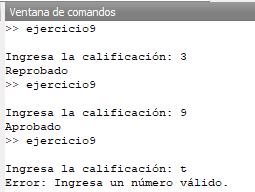 Ventana de comandos
>> ejercicio9
Ingresa la calificación: 3
Reprobado
>> ejercicio9
Ingresa la calificación: 9
Aprobado
>> ejercicio9
Ingresa la calificación: t
Error: Ingresa un número válido.